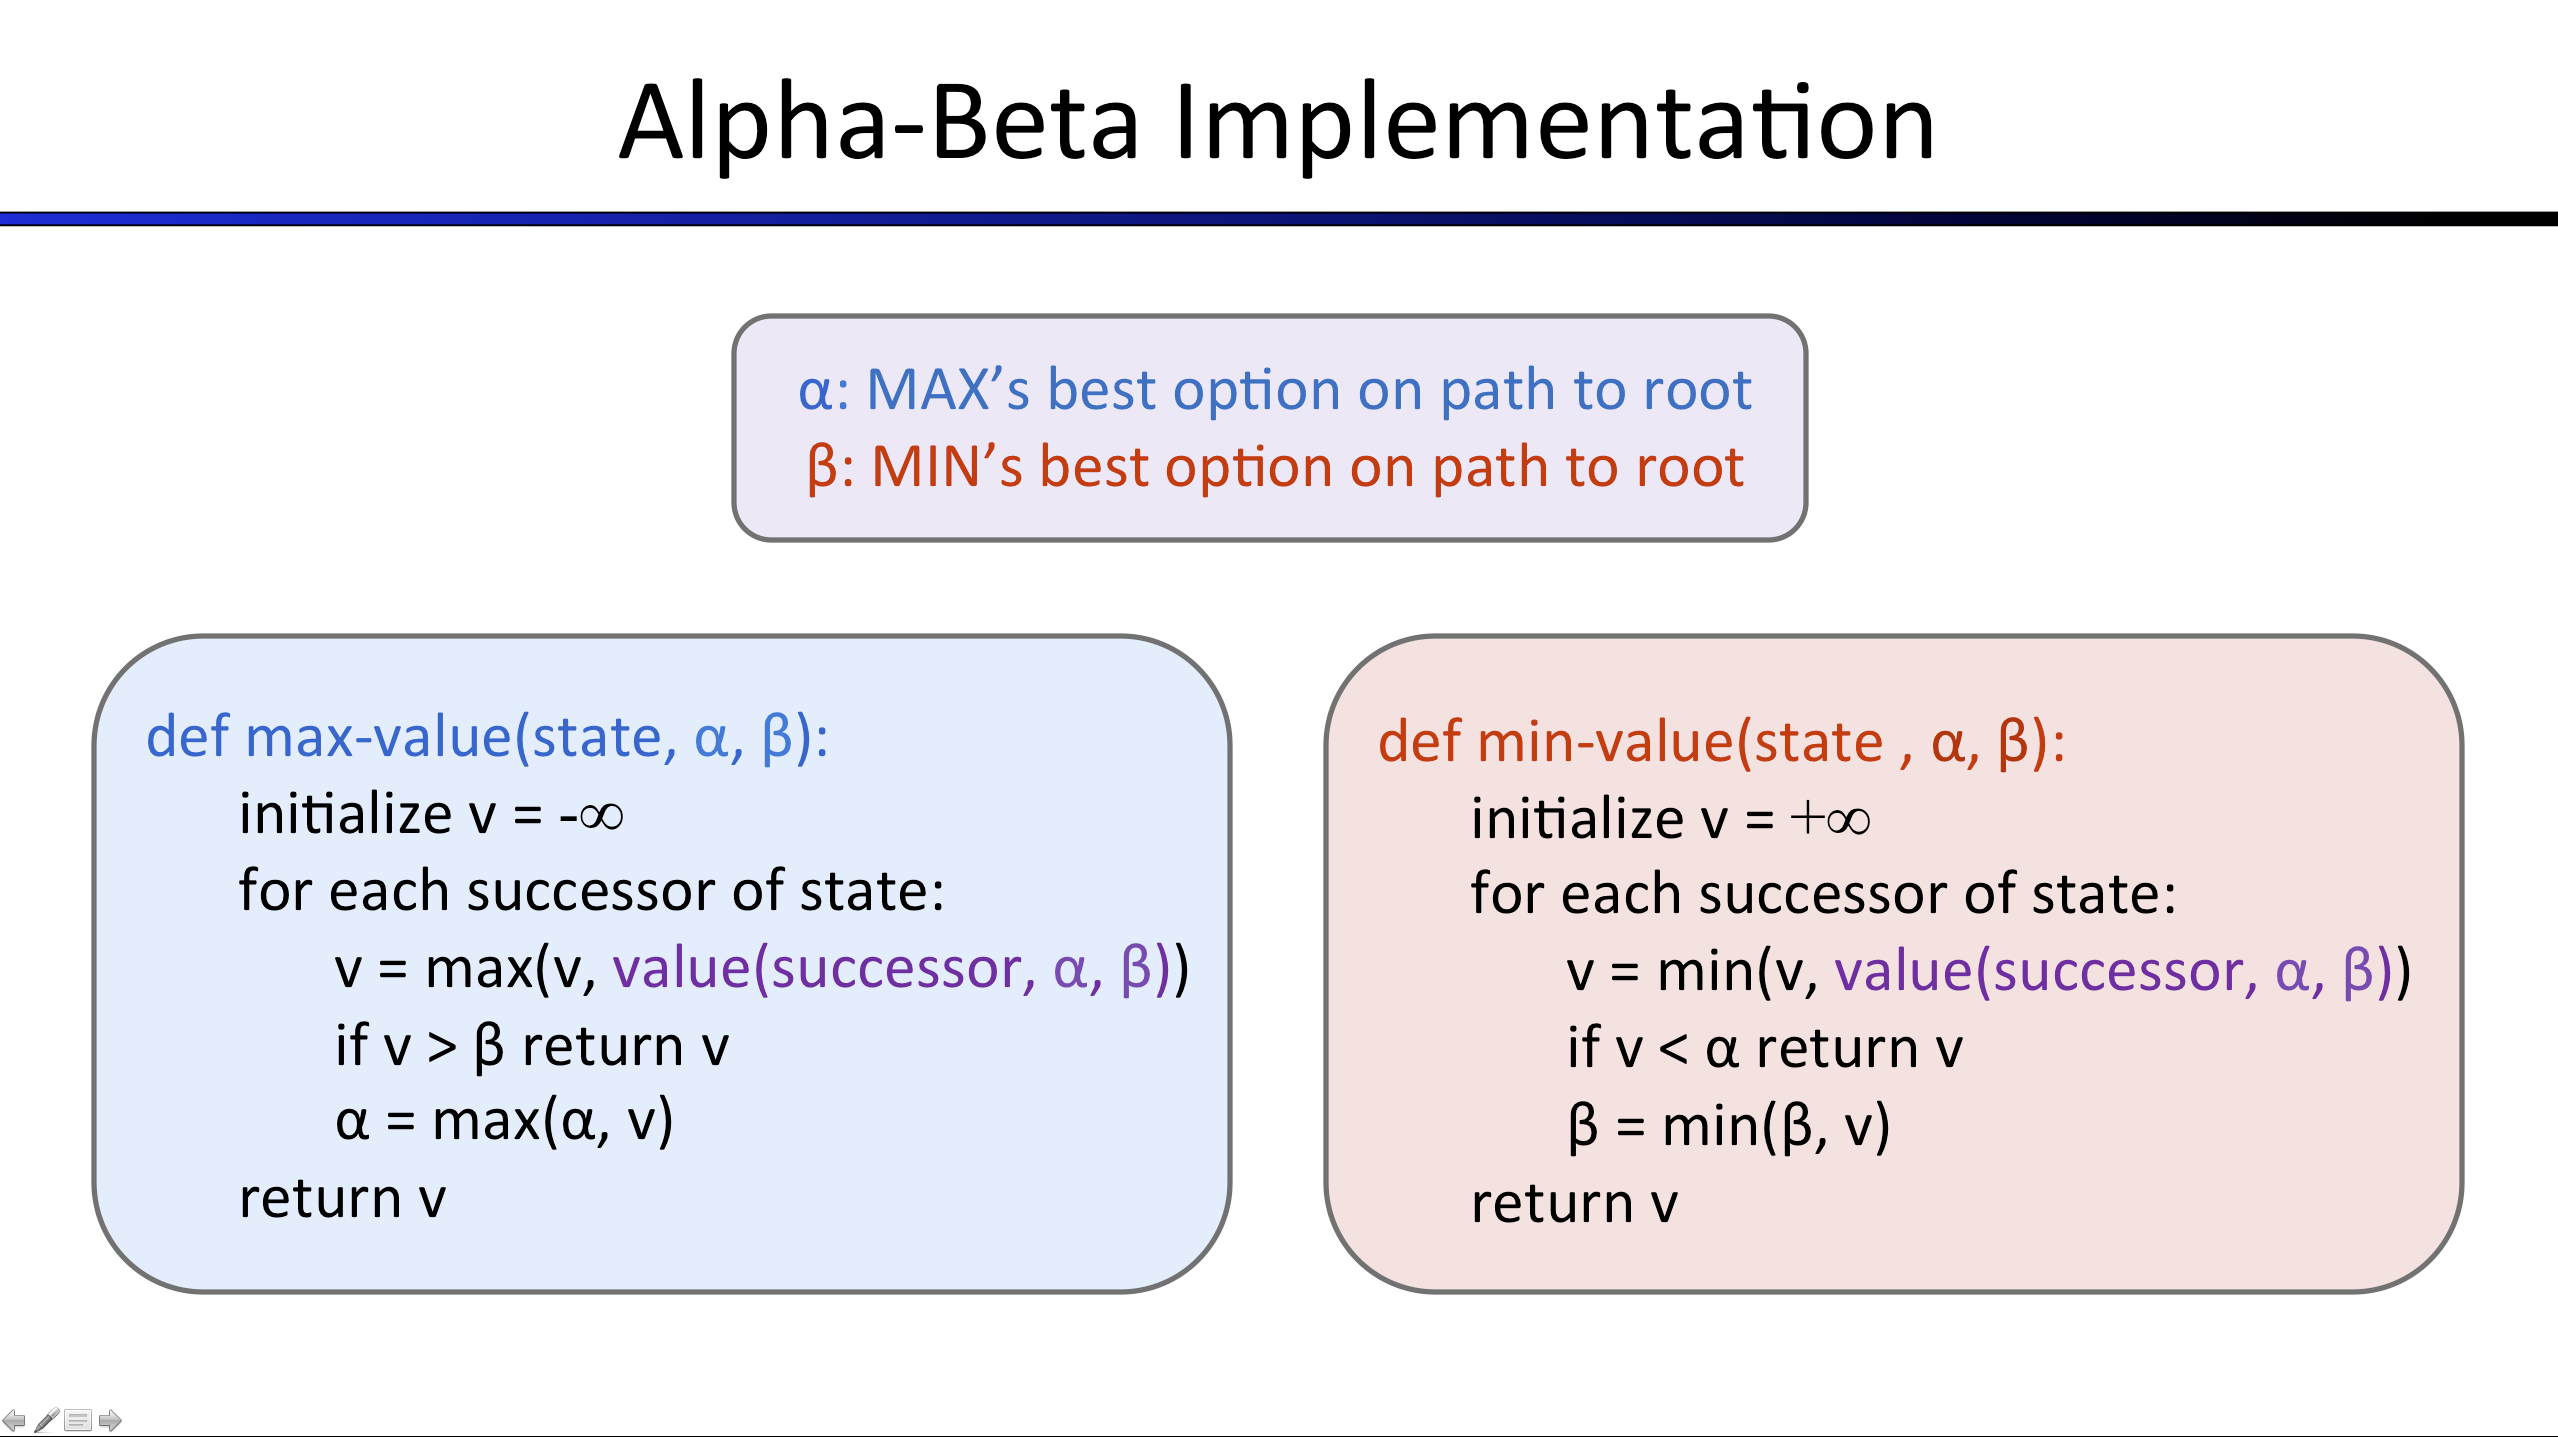 Alpha-Beta Implementation
α: MAX’s best option on path to root
β: MIN’s best option on path to root
def max-value(state, α, β):
initialize v = -∞
for each successor of state:
v = max(v, value(successor, α, β))
if v > β return v
α = max(α, v)
return v
def min-value(state , α, β):
initialize v = +∞
for each successor of state:
v = min(v, value(successor, α, β))
if v < α return v
β = min(β, v)
return v